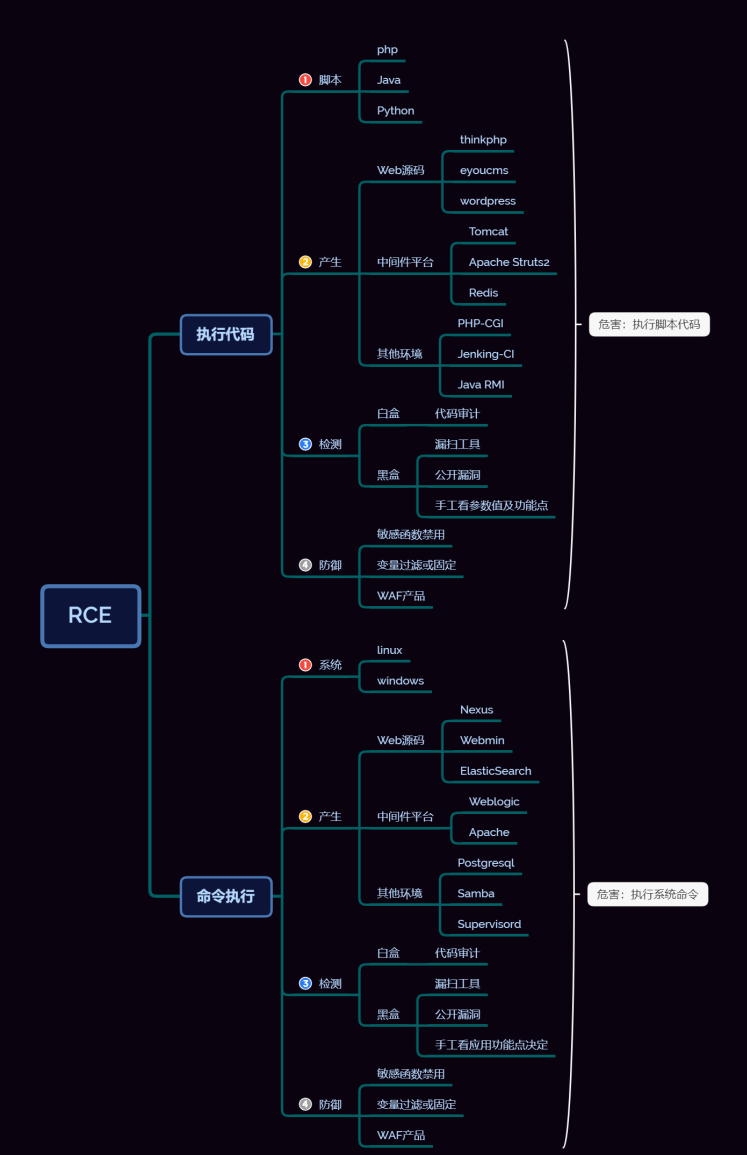 RCE
执行代码
1 脚本
php
Java
Python
2 产生
Web源码
thinkphp
eyoucms
wordpress
中间件平台
Tomcat
Apache Struts2
Redis
其他环境
PHP-CGI
Jenking-CI
Java RMI
3 检测
白盒
代码审计
黑盒
漏扫工具
公开漏洞
手工看参数值及功能点
4 防御
敏感函数禁用
变量过滤或固定
WAF产品
危害：执行脚本代码
命令执行
1 系统
linux
windows
2 产生
Web源码
Nexus
Webmin
ElasticSearch
中间件平台
Weblogic
Apache
其他环境
Postgresql
Samba
Supervisord
3 检测
白盒
代码审计
黑盒
漏扫工具
公开漏洞
手工看应用功能点决定
4 防御
敏感函数禁用
变量过滤或固定
WAF产品
危害：执行系统命令